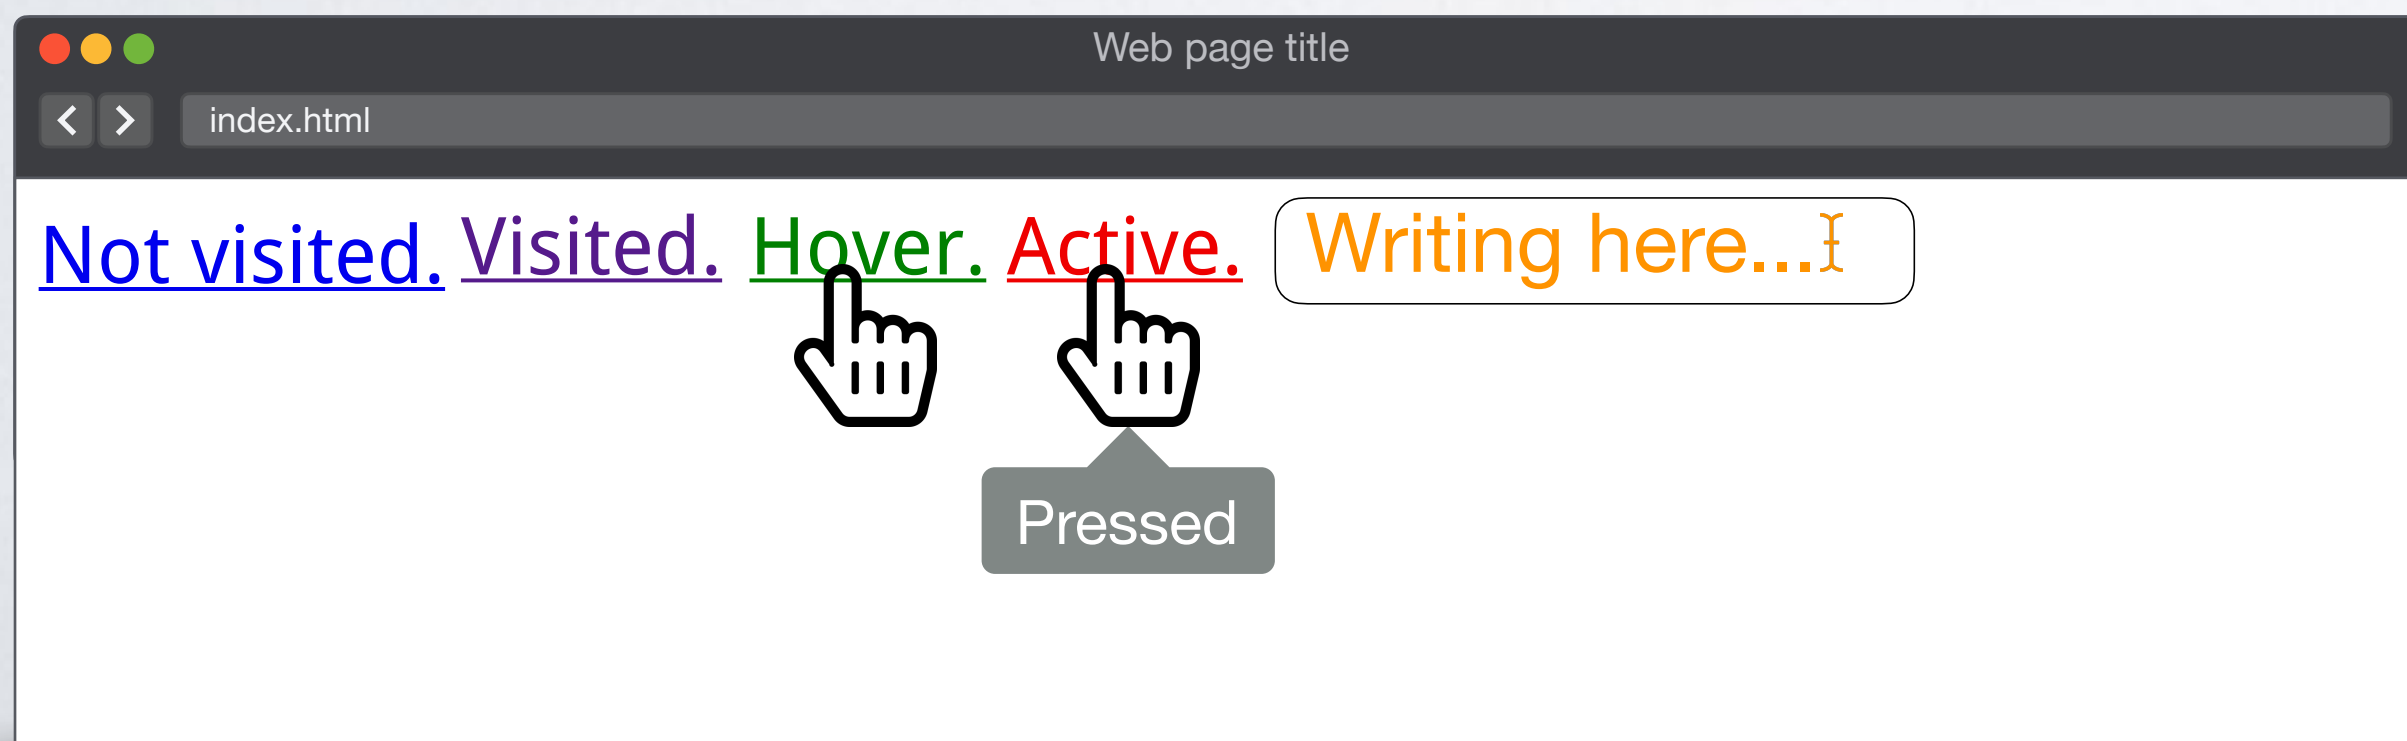 Web page title
index.html
Not visited. Visited. Hover. Active. Writing here...
Pressed